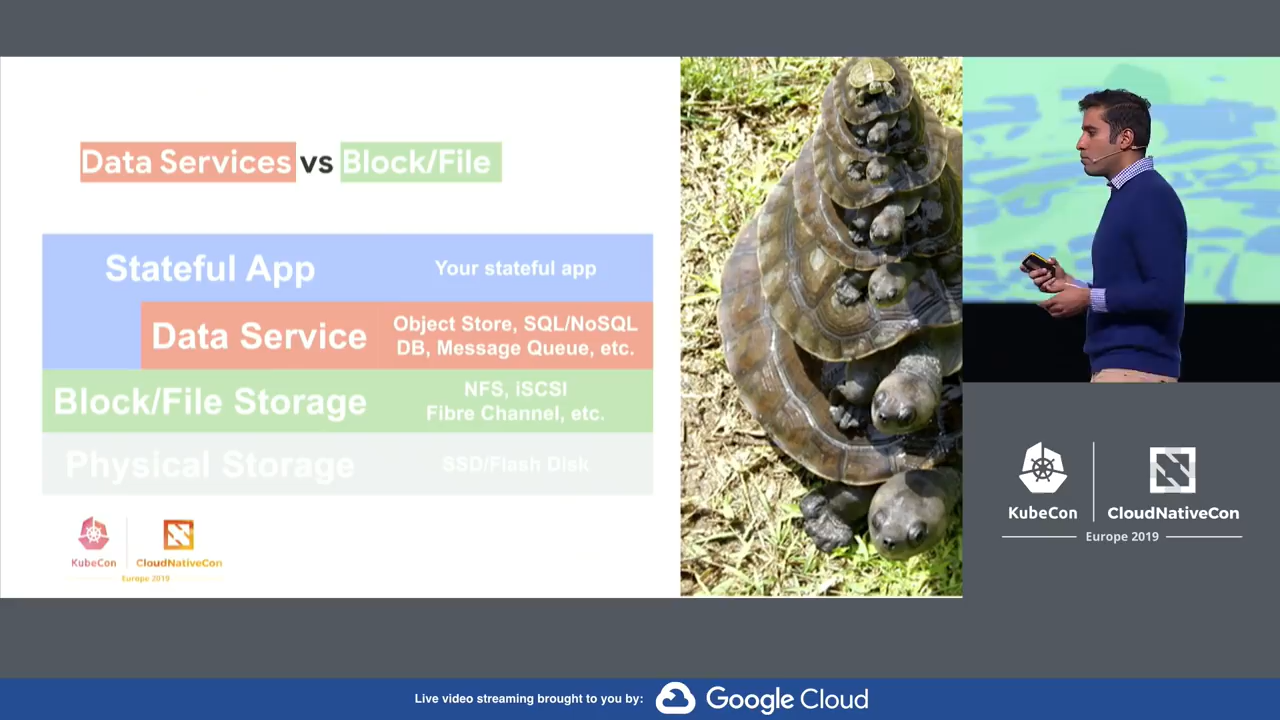 Data Services vs Block/File
Stateful App
Your stateful app
Data Service
Object Store, SQL/NoSQL
DB, Message Queue, etc.
Block/File Storage
NFS, iSCSI
Fibre Channel, etc.
Physical Storage
SSD/Flash Disk
KubeCon
CloudNativeCon
Europe 2019
KubeCon
CloudNativeCon
Europe 2019
Live video streaming brought to you by:
Google Cloud